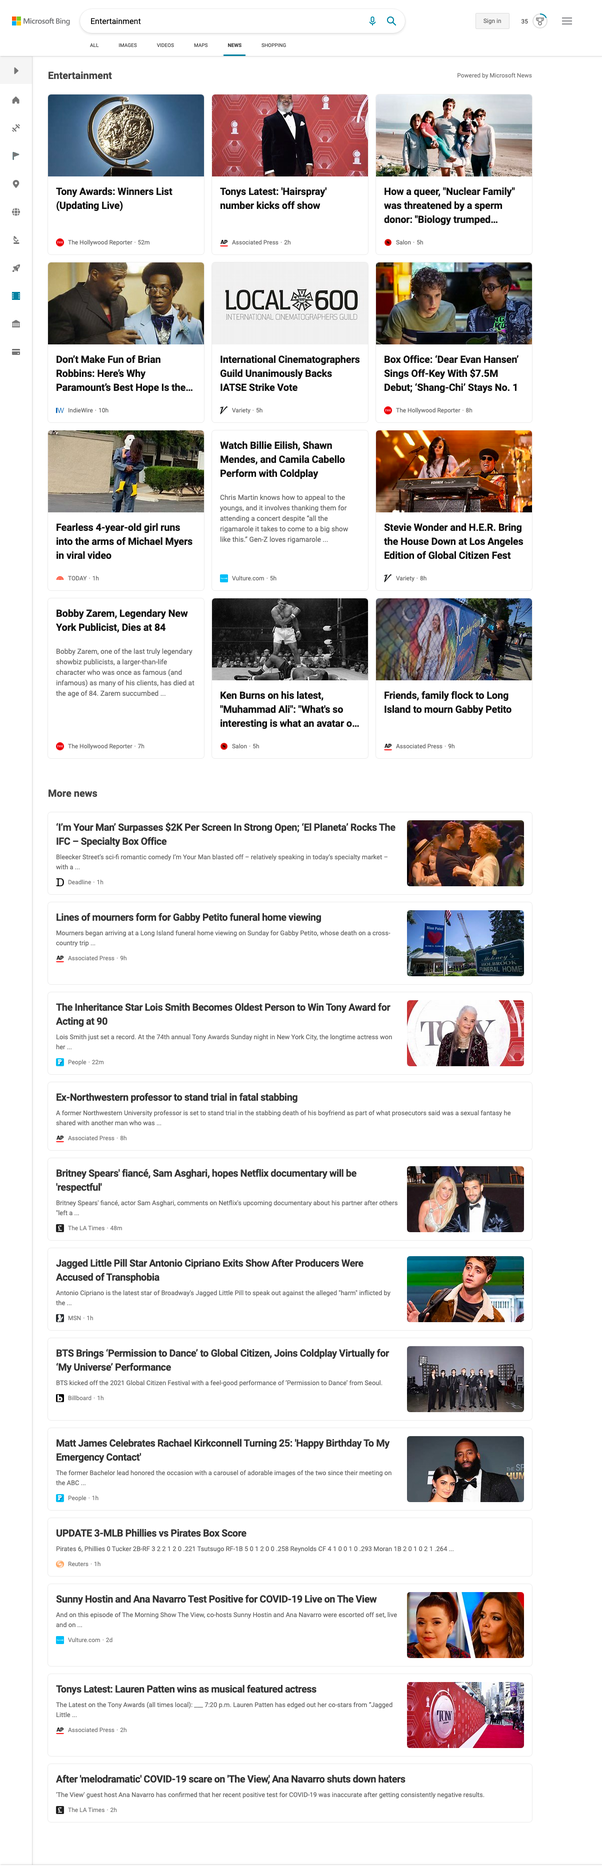 Microsoft Bing
Entertainment
Sign in
35
ALL
IMAGES
VIDEOS
MAPS
NEWS
SHOPPING
Entertainment
Powered by Microsoft News
Tony Awards: Winners List
(Updating Live)
The Hollywood Reporter · 52m
Tonys Latest: 'Hairspray'
number kicks off show
AP Associated Press · 2h
How a queer, "Nuclear Family"
was threatened by a sperm
donor: "Biology trumped...
Salon · 5h
Don't Make Fun of Brian
Robbins: Here's Why
Paramount's Best Hope Is the...
IndieWire · 10h
LOCAL 600
INTERNATIONAL CINEMATOGRAPHERS GUILD
International Cinematographers
Guild Unanimously Backs
IATSE Strike Vote
Variety · 5h
Box Office: 'Dear Evan Hansen'
Sings Off-Key With $7.5M
Debut; 'Shang-Chi' Stays No. 1
The Hollywood Reporter · 8h
Fearless 4-year-old girl runs
into the arms of Michael Myers
in viral video
TODAY · 1h
Watch Billie Eilish, Shawn
Mendes, and Camila Cabello
Perform with Coldplay
Chris Martin knows how to appeal to the
youngs, and it involves thanking them for
attending a concert despite "all the
rigamarole it takes to come to a big show
like this." Gen-Z loves rigamarole ...
Vulture.com · 5h
Stevie Wonder and H.E.R. Bring
the House Down at Los Angeles
Edition of Global Citizen Fest
Variety · 8h
Bobby Zarem, Legendary New
York Publicist, Dies at 84
Bobby Zarem, one of the last truly legendary
showbiz publicists, a larger-than-life
character who was once as famous (and
infamous) as many of his clients, has died at
the age of 84. Zarem succumbed ...
The Hollywood Reporter · 7h
Ken Burns on his latest,
"Muhammad Ali": "What's so
interesting is what an avatar o...
Salon · 5h
Friends, family flock to Long
Island to mourn Gabby Petito
AP Associated Press · 9h
More news
'I'm Your Man' Surpasses $2K Per Screen In Strong Open; 'El Planeta' Rocks The
IFC – Specialty Box Office
Bleecker Street's sci-fi romantic comedy I'm Your Man blasted off – relatively speaking in today's specialty market –
with a ...
Deadline · 1h
Lines of mourners form for Gabby Petito funeral home viewing
Mourners began arriving at a Long Island funeral home viewing on Sunday for Gabby Petito, whose death on a cross-
country trip ...
AP Associated Press · 9h
FUNERAL HOME
The Inheritance Star Lois Smith Becomes Oldest Person to Win Tony Award for
Acting at 90
Lois Smith just set a record. At the 74th annual Tony Awards Sunday night in New York City, the longtime actress won
her ...
People · 22m
TONY
Ex-Northwestern professor to stand trial in fatal stabbing
A former Northwestern University professor is set to stand trial in the stabbing death of his boyfriend as part of what prosecutors said was a sexual fantasy he
shared with another man who was ...
AP Associated Press · 8h
Britney Spears' fiancé, Sam Asghari, hopes Netflix documentary will be
'respectful'
Britney Spears' fiancé, actor Sam Asghari, comments on Netflix's upcoming documentary about his partner after others
"left a ...
The LA Times · 48m
Jagged Little Pill Star Antonio Cipriano Exits Show After Producers Were
Accused of Transphobia
Antonio Cipriano is the latest star of Broadway's Jagged Little Pill to speak out against the alleged "harm" inflicted by
the ...
MSN · 1h
BTS Brings 'Permission to Dance' to Global Citizen, Joins Coldplay Virtually for
'My Universe' Performance
BTS kicked off the 2021 Global Citizen Festival with a feel-good performance of 'Permission to Dance' from Seoul.
Billboard · 1h
Matt James Celebrates Rachael Kirkconnell Turning 25: 'Happy Birthday To My
Emergency Contact'
The former Bachelor lead honored the occasion with a carousel of adorable images of the two since their meeting on
the ABC ...
People · 1h
UPDATE 3-MLB Phillies vs Pirates Box Score
Pirates 6, Phillies 0 Tucker 2B-RF 3 2 2 1 2 0 .221 Tsutsugo RF-1B 5 0 1 2 0 0 .258 Reynolds CF 4 1 0 0 1 0 .293 Moran 1B 2 0 1 0 2 1 .264 ...
Reuters · 1h
Sunny Hostin and Ana Navarro Test Positive for COVID-19 Live on The View
And on this episode of The Morning Show The View, co-hosts Sunny Hostin and Ana Navarro were escorted off set, live
and on ...
Vulture.com · 2d
Tonys Latest: Lauren Patten wins as musical featured actress
The Latest on the Tony Awards (all times local): ___ 7:20 p.m. Lauren Patten has edged out her co-stars from "Jagged
Little ...
AP Associated Press · 2h
TONY
After 'melodramatic' COVID-19 scare on 'The View,' Ana Navarro shuts down haters
'The View' guest host Ana Navarro has confirmed that her recent positive test for COVID-19 was inaccurate after getting consistently negative results.
The LA Times · 2h